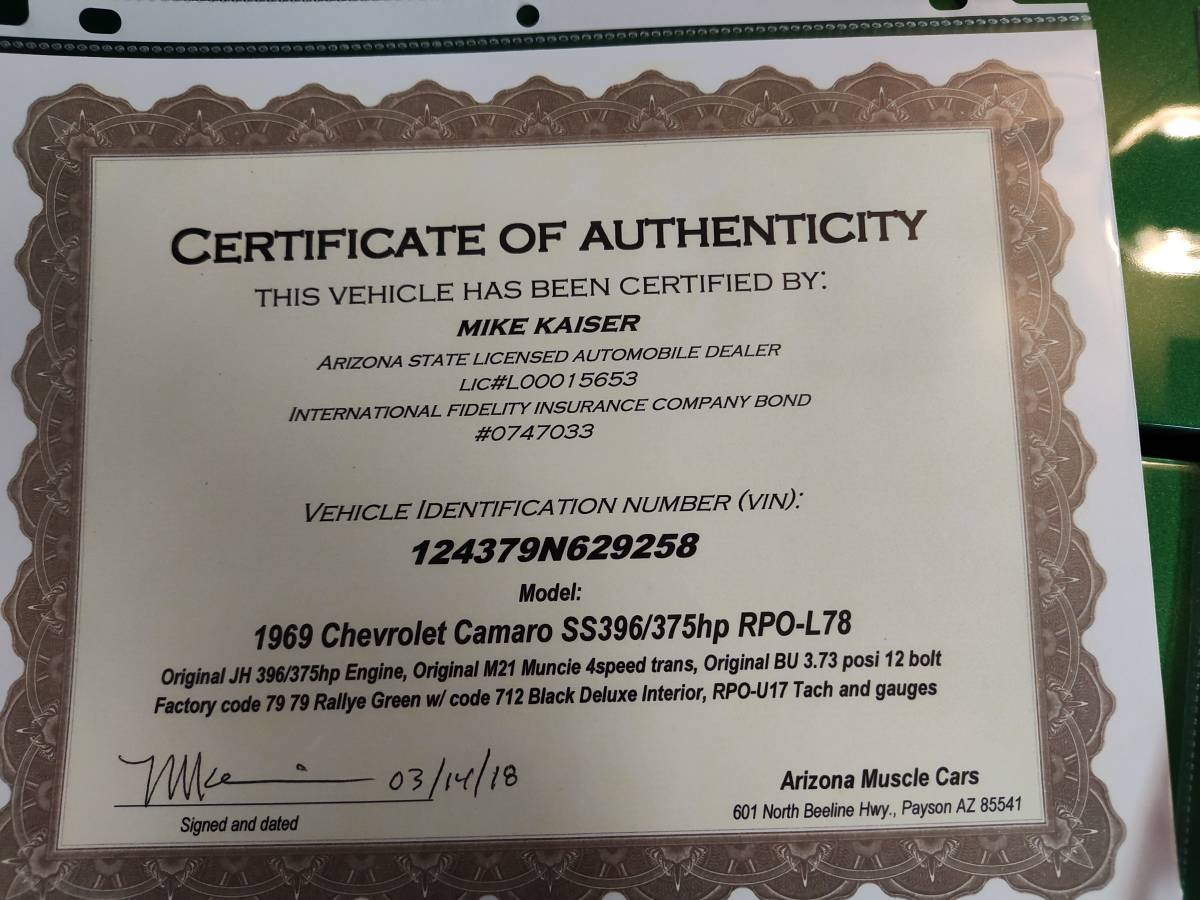 CERTIFICATE OF AUTHENTICITY
THIS VEHICLE HAS BEEN CERTIFIED BY:
MIKE KAISER
ARIZONA STATE LICENSED AUTOMOBILE DEALER
LIC#L00015653
INTERNATIONAL FIDELITY INSURANCE COMPANY BOND
#0747033
VEHICLE IDENTIFICATION NUMBER (VIN):
124379N629258
Model:
1969 Chevrolet Camaro SS396/375hp RPO-L78
Original JH 396/375hp Engine, Original M21 Muncie 4speed trans, Original BU 3.73 posi 12 bolt
Factory code 79 79 Rallye Green w/ code 712 Black Deluxe Interior, RPO-U17 Tach and gauges
03/14/18
Signed and dated
Arizona Muscle Cars
601 North Beeline Hwy., Payson AZ 85541